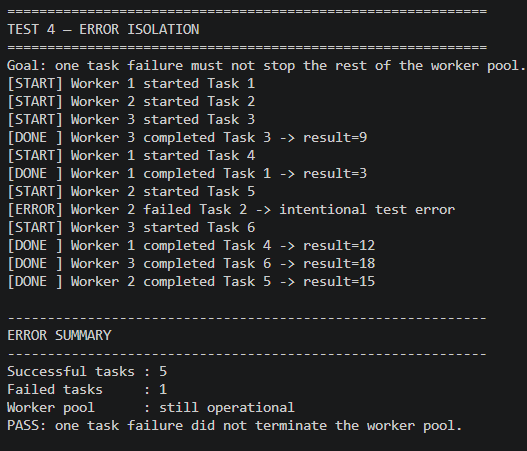 ============================================================
TEST 4 — ERROR ISOLATION
============================================================
Goal: one task failure must not stop the rest of the worker pool.
[START] Worker 1 started Task 1
[START] Worker 2 started Task 2
[START] Worker 3 started Task 3
[DONE ] Worker 3 completed Task 3 -> result=9
[START] Worker 1 started Task 4
[DONE ] Worker 1 completed Task 1 -> result=3
[START] Worker 2 started Task 5
[ERROR] Worker 2 failed Task 2 -> intentional test error
[START] Worker 3 started Task 6
[DONE ] Worker 1 completed Task 4 -> result=12
[DONE ] Worker 3 completed Task 6 -> result=18
[DONE ] Worker 2 completed Task 5 -> result=15
------------------------------------------------------------
ERROR SUMMARY
------------------------------------------------------------
Successful tasks : 5
Failed tasks     : 1
Worker pool      : still operational
PASS: one task failure did not terminate the worker pool.